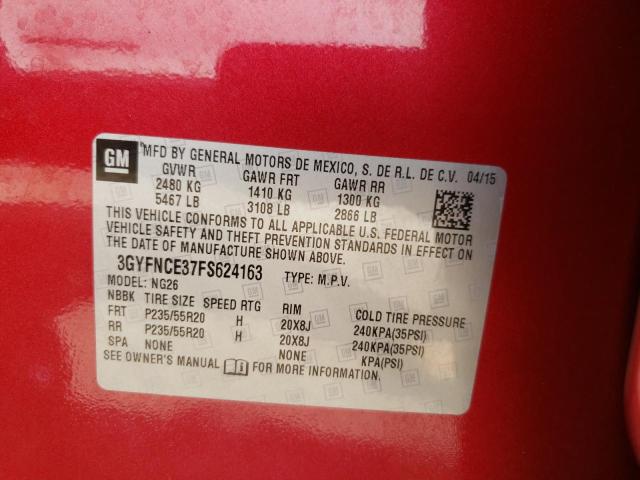 GM MFD BY GENERAL MOTORS DE MEXICO, S. DE R.L. DE C.V. 04/15
GVWR GAWR FRT GAWR RR
2480 KG 1410 KG 1300 KG
5467 LB 3108 LB 2866 LB
THIS VEHICLE CONFORMS TO ALL APPLICABLE U.S. FEDERAL MOTOR
VEHICLE SAFETY AND THEFT PREVENTION STANDARDS IN EFFECT ON
THE DATE OF MANUFACTURE SHOWN ABOVE.
3GYFNCE37FS624163 TYPE: M.P.V.
MODEL: NG26
NBBK TIRE SIZE SPEED RTG RIM COLD TIRE PRESSURE
FRT P235/55R20 H 20X8J 240KPA(35PSI)
RR P235/55R20 H 20X8J 240KPA(35PSI)
SPA NONE NONE KPA(PSI)
SEE OWNER'S MANUAL FOR MORE INFORMATION.